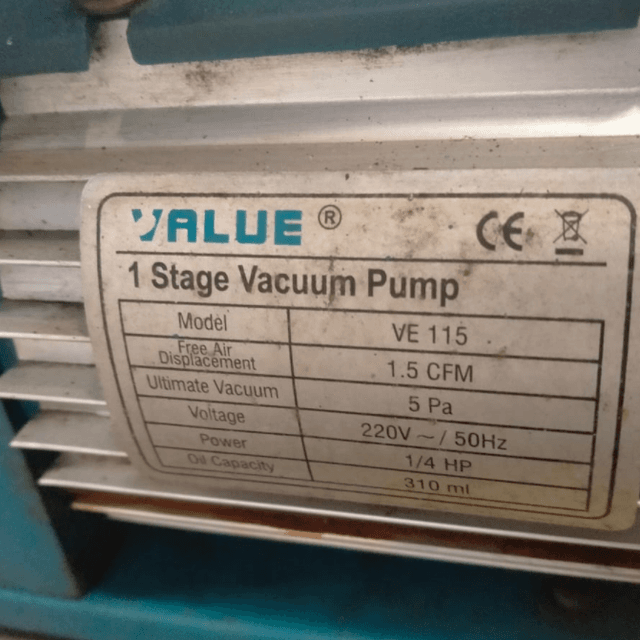 VALUE ® CE
1 Stage Vacuum Pump
Model VE 115
Free Air Displacement 1.5 CFM
Ultimate Vacuum 5 Pa
Voltage 220V ~ / 50Hz
Power 1/4 HP
Oil Capacity 310 ml